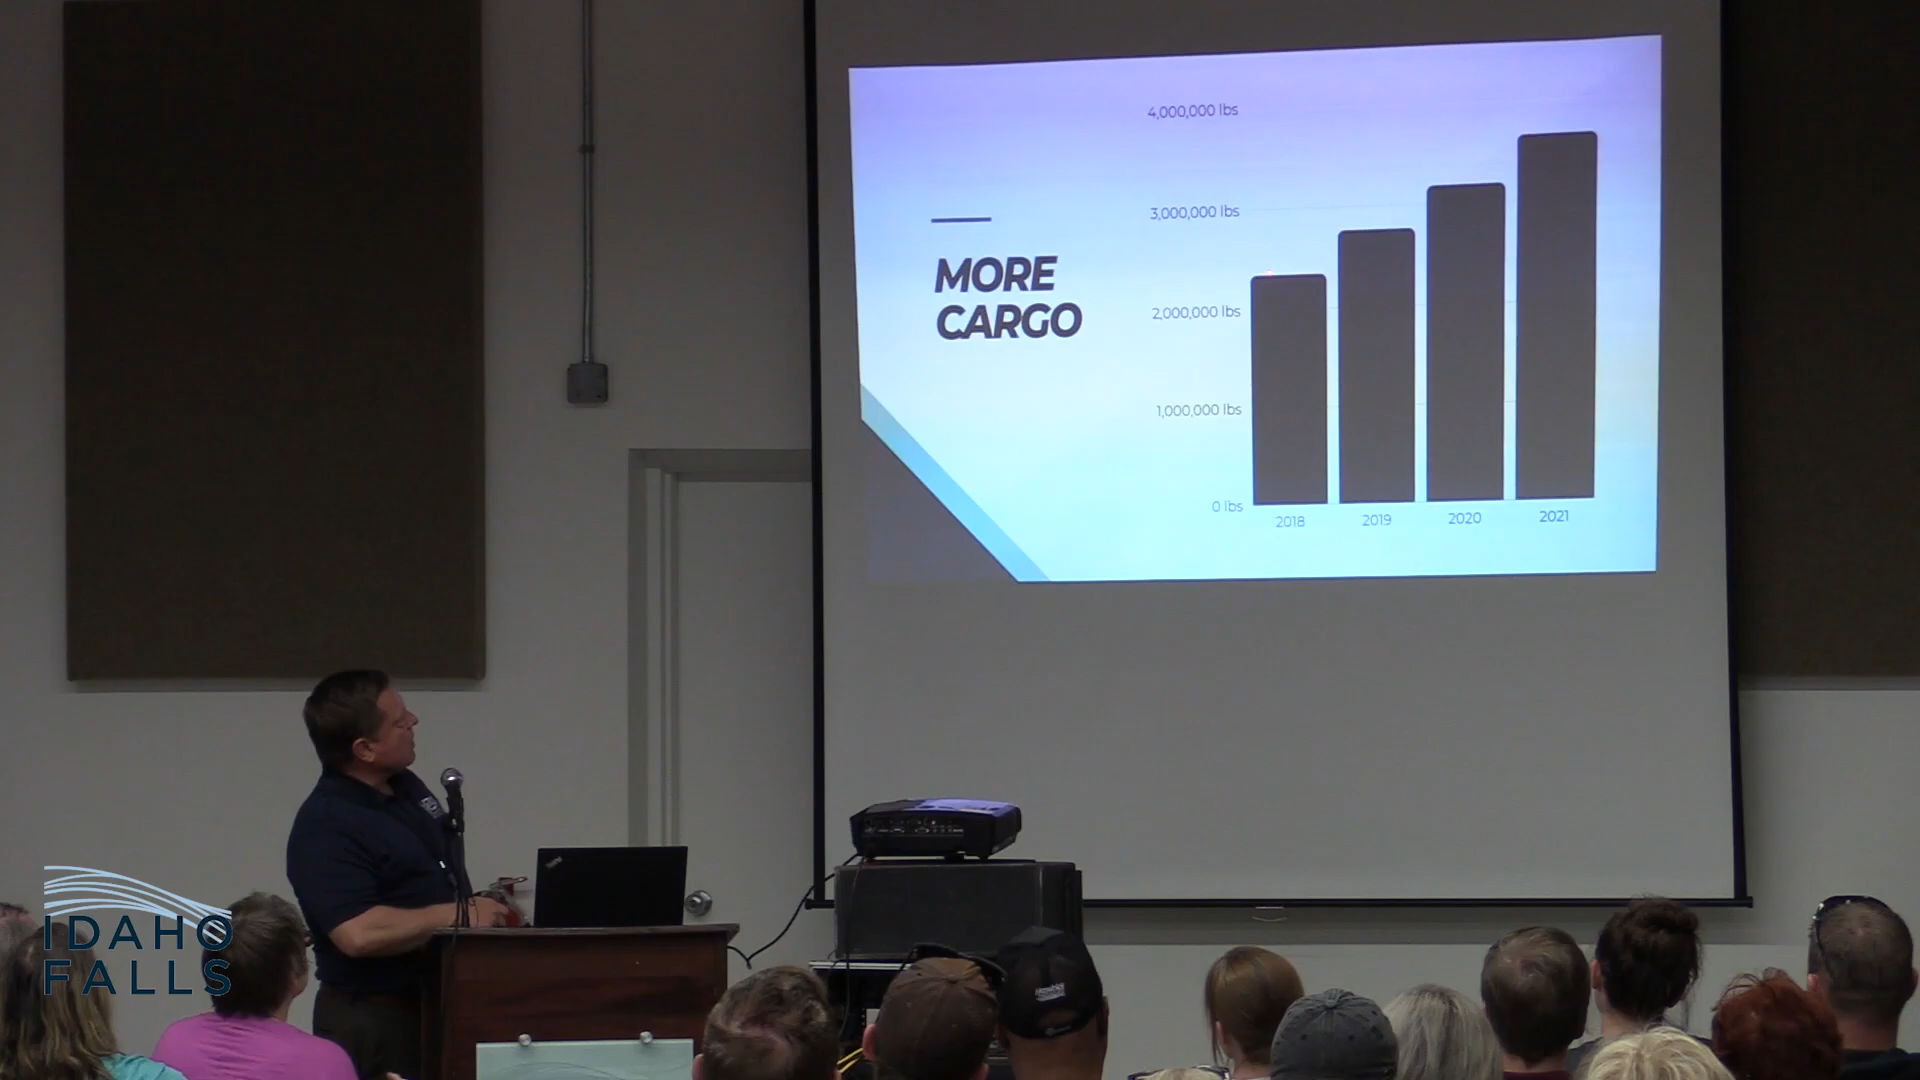 4,000,000 lbs
3,000,000 lbs
MORE
CARGO
2,000,000 lbs
1,000,000 lbs
0 lbs
2018
2019
2020
2021
IDAHO
FALLS